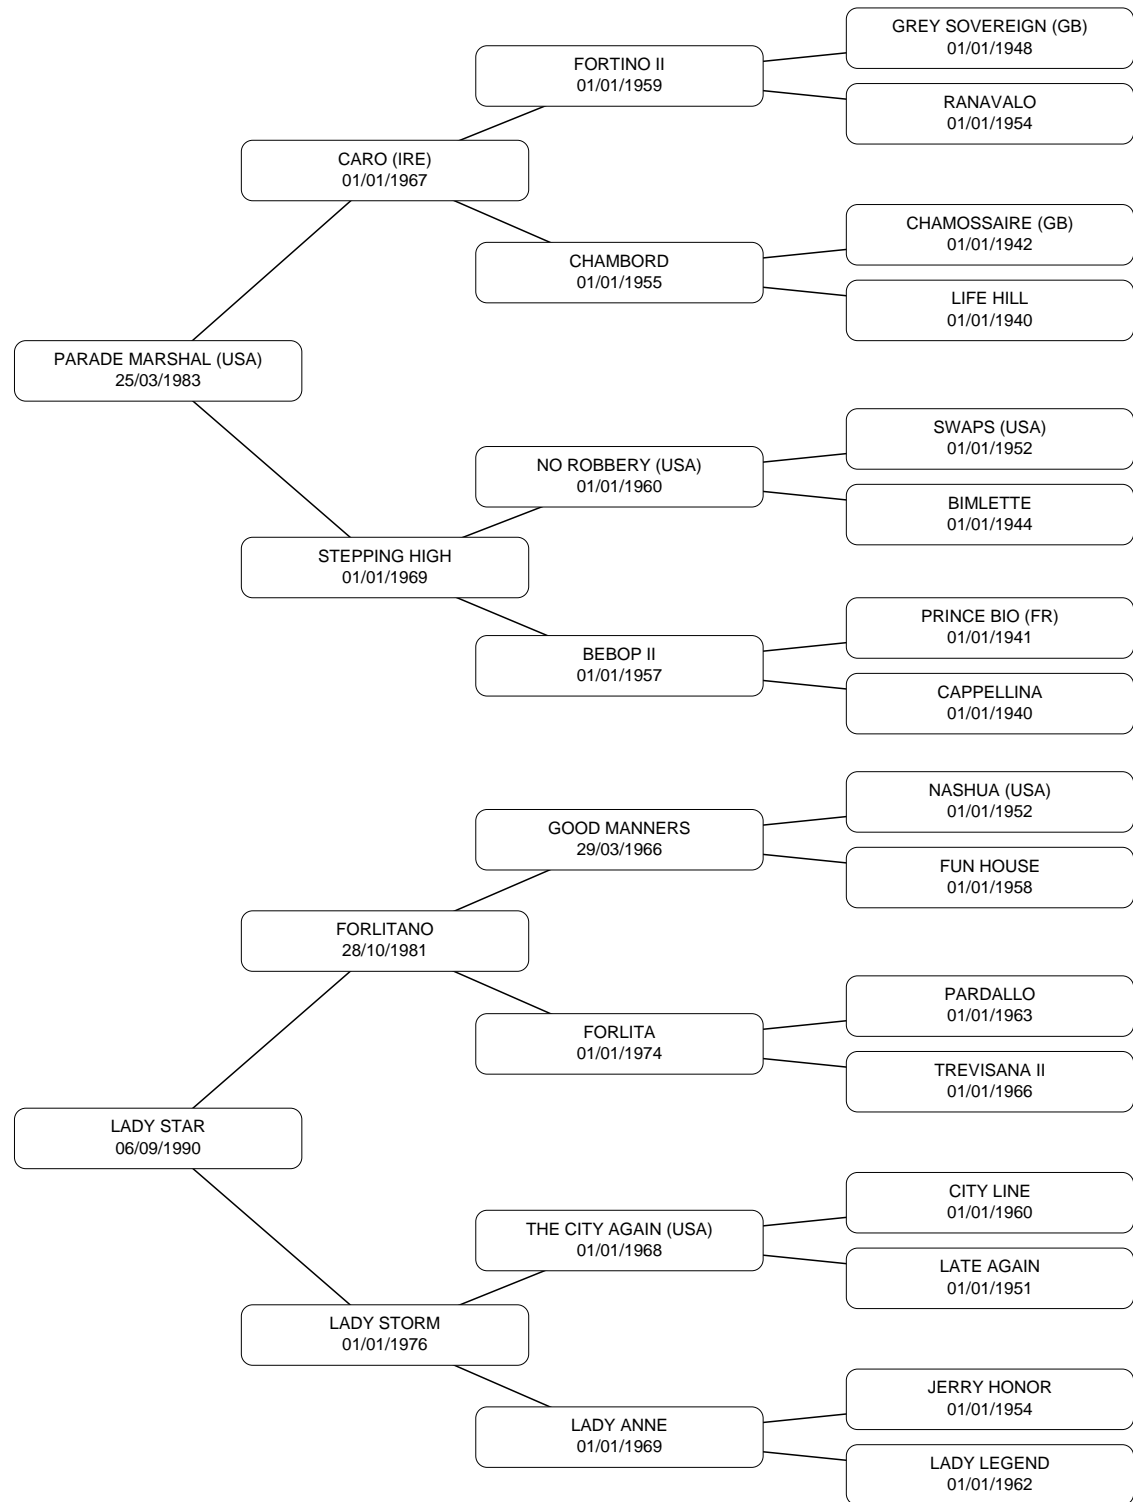 GREY SOVEREIGN (GB)
01/01/1948
FORTINO II
01/01/1959
RANAVALO
01/01/1954
CARO (IRE)
01/01/1967
CHAMOSSAIRE (GB)
01/01/1942
CHAMBORD
01/01/1955
LIFE HILL
01/01/1940
PARADE MARSHAL (USA)
25/03/1983
SWAPS (USA)
01/01/1952
NO ROBBERY (USA)
01/01/1960
BIMLETTE
01/01/1944
STEPPING HIGH
01/01/1969
PRINCE BIO (FR)
01/01/1941
BEBOP II
01/01/1957
CAPPELLINA
01/01/1940
NASHUA (USA)
01/01/1952
GOOD MANNERS
29/03/1966
FUN HOUSE
01/01/1958
FORLITANO
28/10/1981
PARDALLO
01/01/1963
FORLITA
01/01/1974
TREVISANA II
01/01/1966
LADY STAR
06/09/1990
CITY LINE
01/01/1960
THE CITY AGAIN (USA)
01/01/1968
LATE AGAIN
01/01/1951
LADY STORM
01/01/1976
JERRY HONOR
01/01/1954
LADY ANNE
01/01/1969
LADY LEGEND
01/01/1962